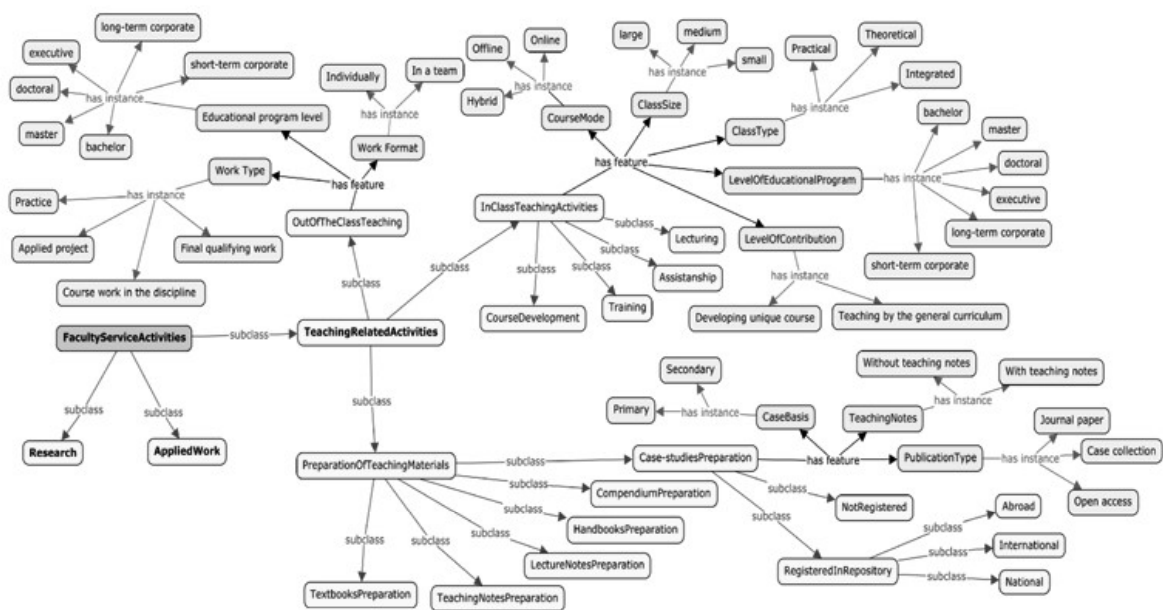 long-term corporate
executive
short-term corporate
doctoral
has instance
Educational program level
master
bachelor
Individually
In a team
has instance
Work Format
Work Type
has feature
has instance
Practice
Applied project
Final qualifying work
Course work in the discipline
OutOfTheClassTeaching
subclass
Offline
Online
Hybrid
has instance
CourseMode
large
medium
small
has instance
ClassSize
Practical
Theoretical
Integrated
has instance
ClassType
has feature
LevelOfEducationalProgram
has instance
bachelor
master
doctoral
executive
long-term corporate
short-term corporate
LevelOfContribution
has instance
Developing unique course
Teaching by the general curriculum
InClassTeachingActivities
subclass
Lecturing
subclass
Assistanship
subclass
Training
subclass
CourseDevelopment
subclass
FacultyServiceActivities
subclass
TeachingRelatedActivities
subclass
Research
subclass
AppliedWork
subclass
PreparationOfTeachingMaterials
subclass
Case-studiesPreparation
subclass
CompendiumPreparation
subclass
HandbooksPreparation
subclass
LectureNotesPreparation
subclass
TeachingNotesPreparation
subclass
TextbooksPreparation
has feature
Secondary
Primary
has instance
CaseBasis
Without teaching notes
With teaching notes
has instance
TeachingNotes
PublicationType
has instance
Journal paper
Case collection
Open access
subclass
NotRegistered
subclass
RegisteredInRepository
subclass
Abroad
subclass
International
subclass
National